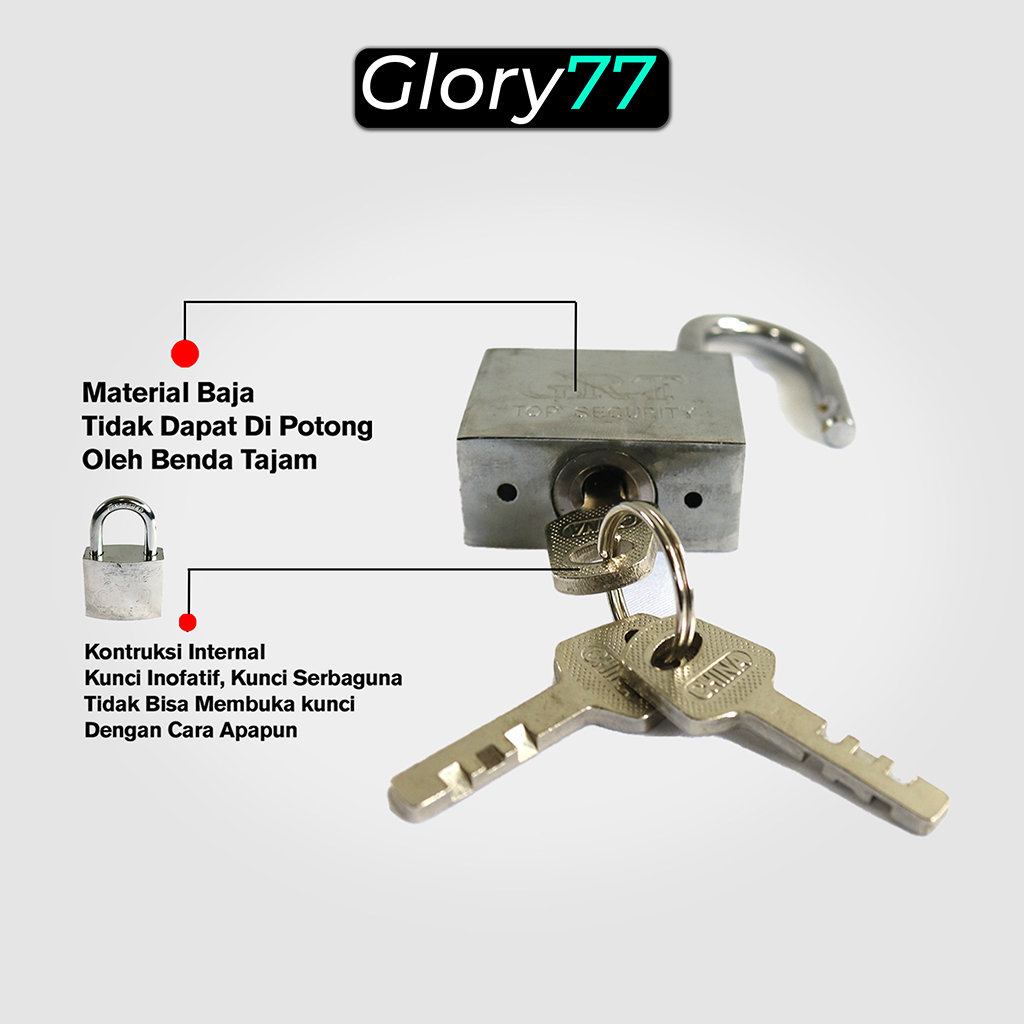 Glory77
Material Baja
Tidak Dapat Di Potong
Oleh Benda Tajam
GRT
TOP SECURITY
Kontruksi Internal
Kunci Inofatif, Kunci Serbaguna
Tidak Bisa Membuka kunci
Dengan Cara Apapun
CHINA